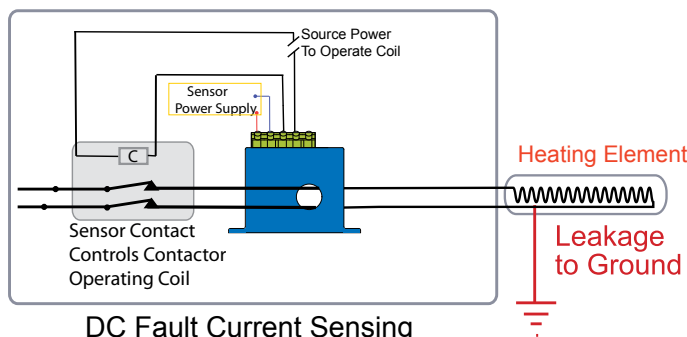 Source Power
To Operate Coil
Sensor
Power Supply
C
Heating Element
Sensor Contact
Controls Contactor
Operating Coil
Leakage
to Ground
DC Fault Current Sensing